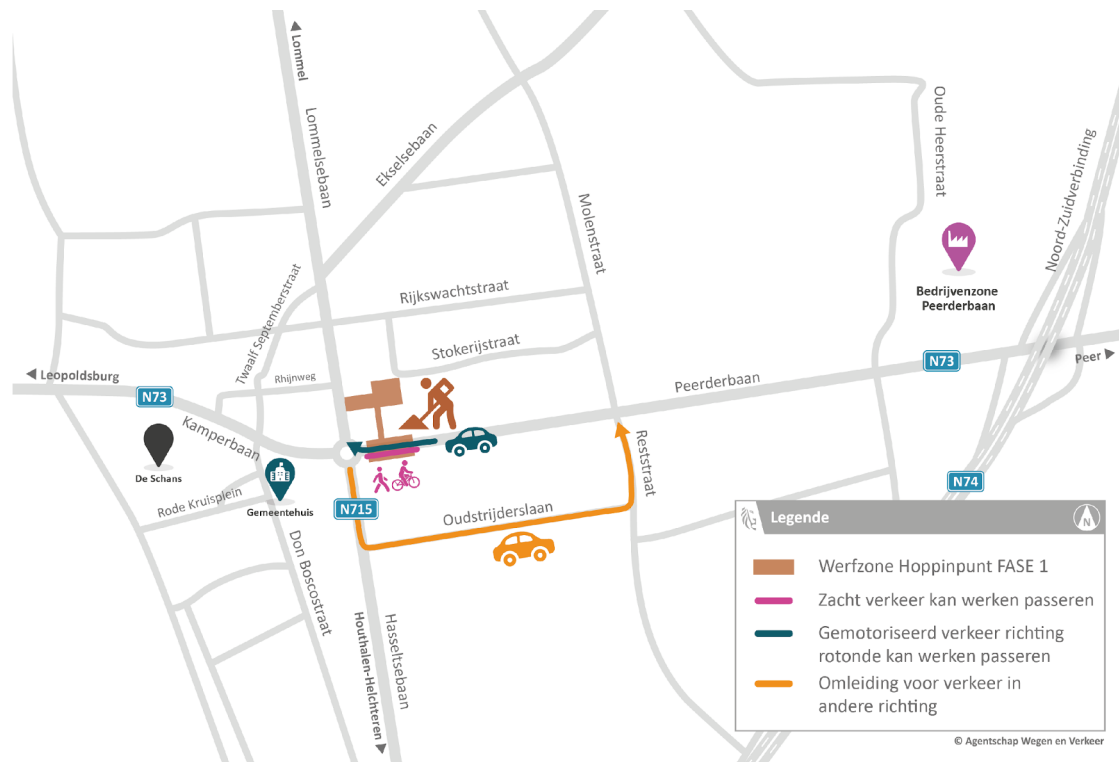 Lommel
Lommelsebaan
Ekselsebaan
Molenstraat
Oude Heerstraat
Noord-Zuidverbinding
Bedrijvenzone
Peerderbaan
Twaalf Septemberstraat
Rijkswachtstraat
Stokerijstraat
Rhijnweg
Leopoldsburg
N73
Kamperbaan
De Schans
Rode Kruisplein
Gemeentehuis
Peerderbaan
N73
Peer
Reststraat
N74
N715
Oudstrijderslaan
Don Boscostraat
Houthalen-Helchteren
Hasseltsebaan
Legende
N
Werfzone Hoppinpunt FASE 1
Zacht verkeer kan werken passeren
Gemotoriseerd verkeer richting
rotonde kan werken passeren
Omleiding voor verkeer in
andere richting
© Agentschap Wegen en Verkeer